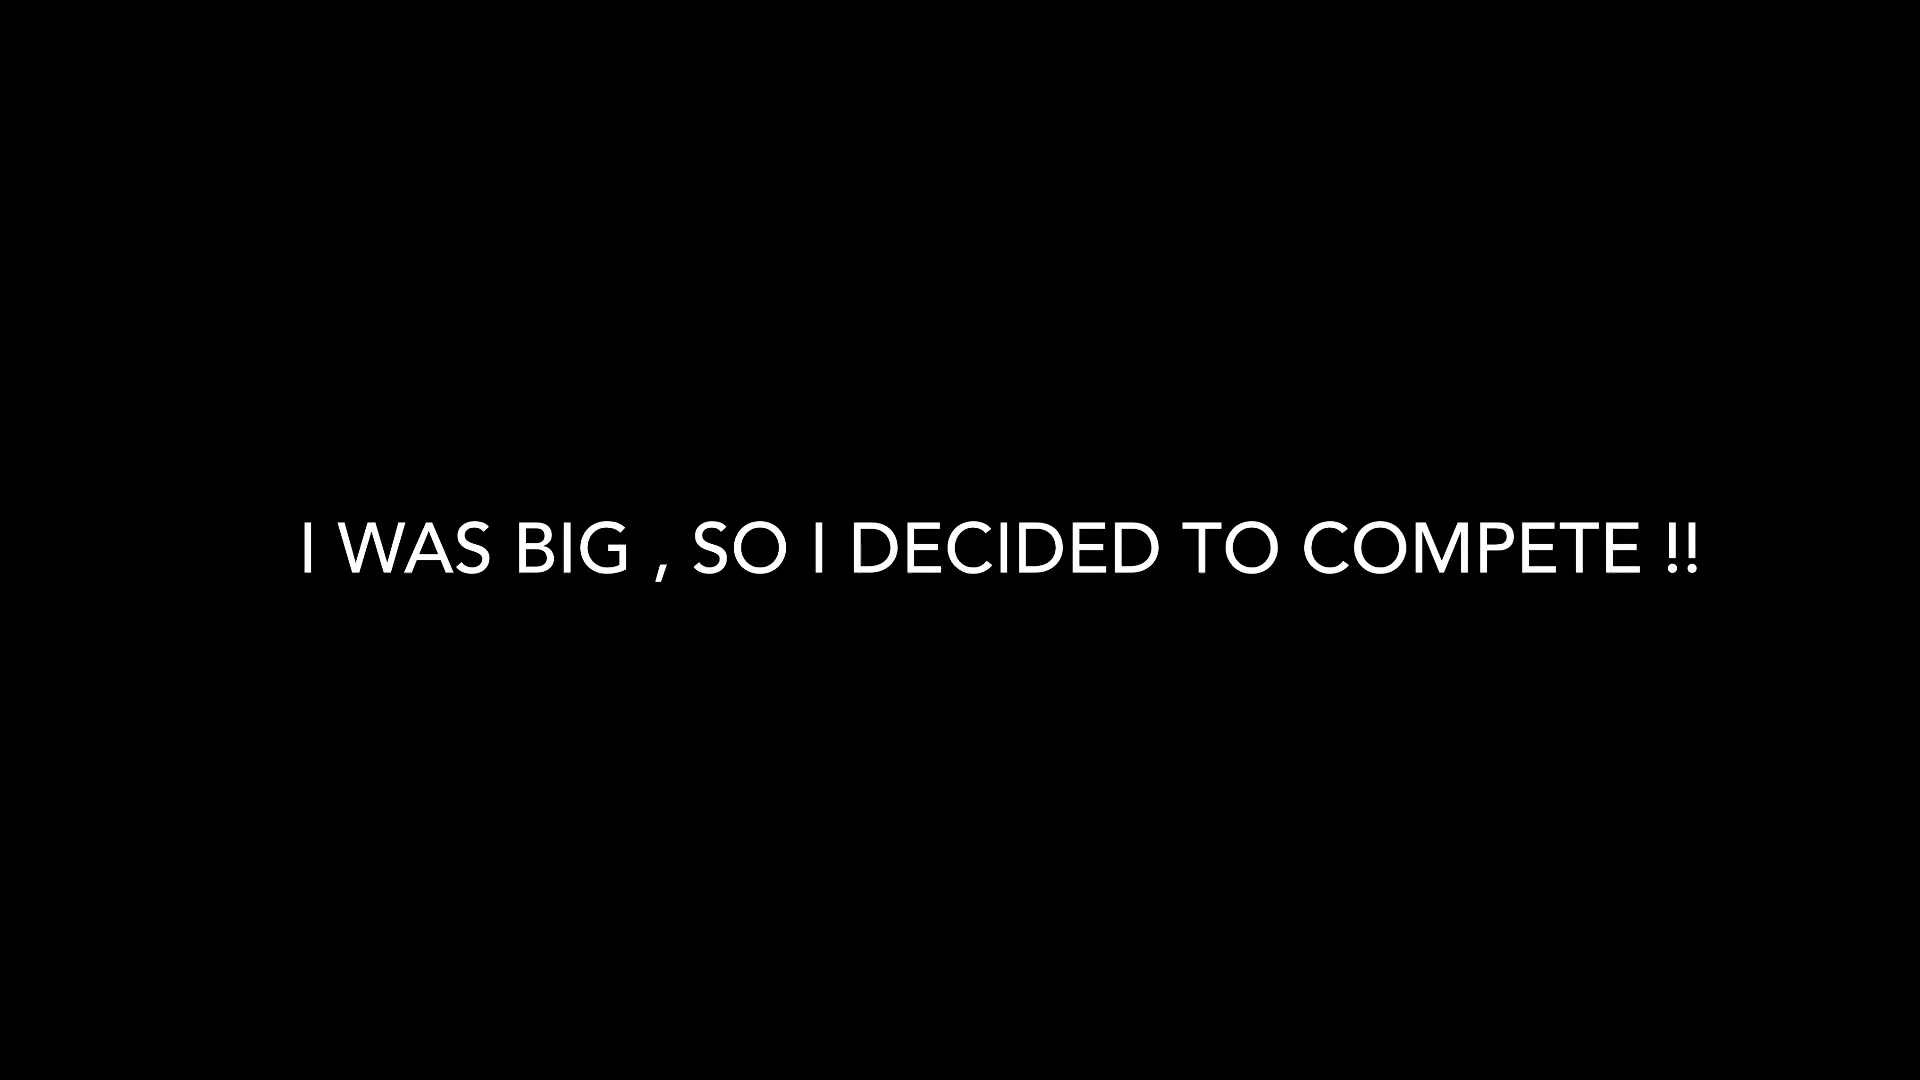 I WAS BIG , SO I DECIDED TO COMPETE !!